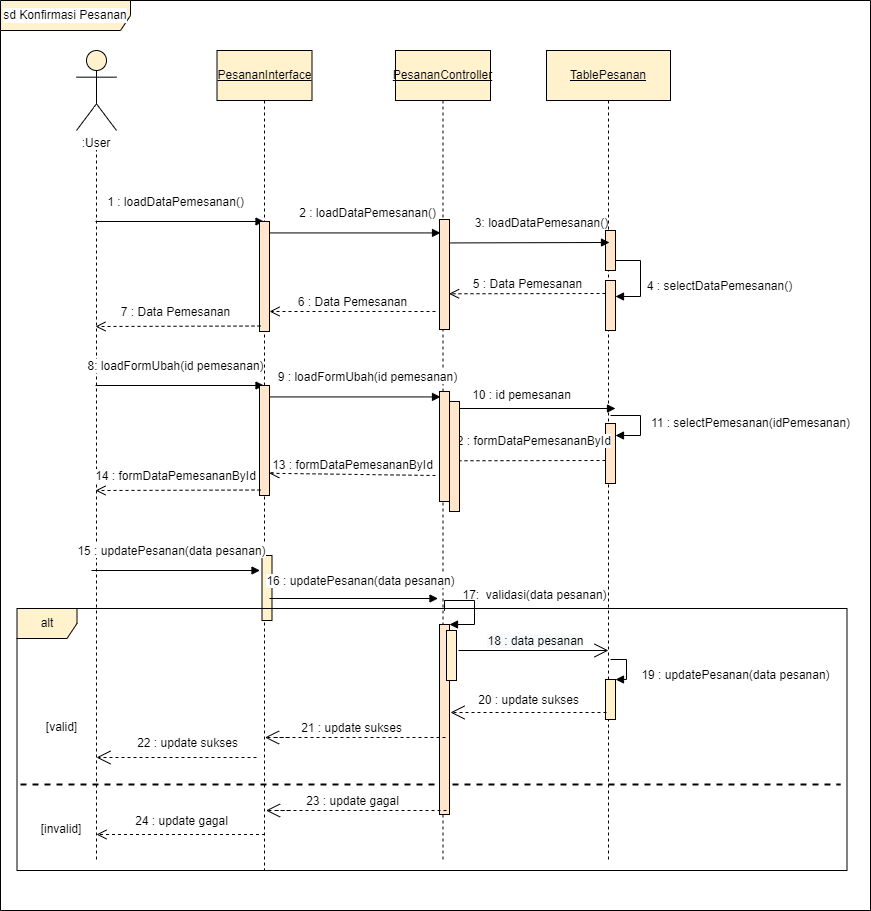 sd Konfirmasi Pesanan
:User
PesananInterface
PesananController
TablePesanan
1 : loadDataPemesanan()
2 : loadDataPemesanan()
3: loadDataPemesanan()
4 : selectDataPemesanan()
5 : Data Pemesanan
6 : Data Pemesanan
7 : Data Pemesanan
8: loadFormUbah(id pemesanan)
9 : loadFormUbah(id pemesanan)
10 : id pemesanan
11 : selectPemesanan(idPemesanan)
2 : formDataPemesananById
13 : formDataPemesananById
14 : formDataPemesananById
15 : updatePesanan(data pesanan)
16 : updatePesanan(data pesanan)
17: validasi(data pesanan)
alt
18 : data pesanan
19 : updatePesanan(data pesanan)
20 : update sukses
[valid]
21 : update sukses
22 : update sukses
23 : update gagal
[invalid]
24 : update gagal